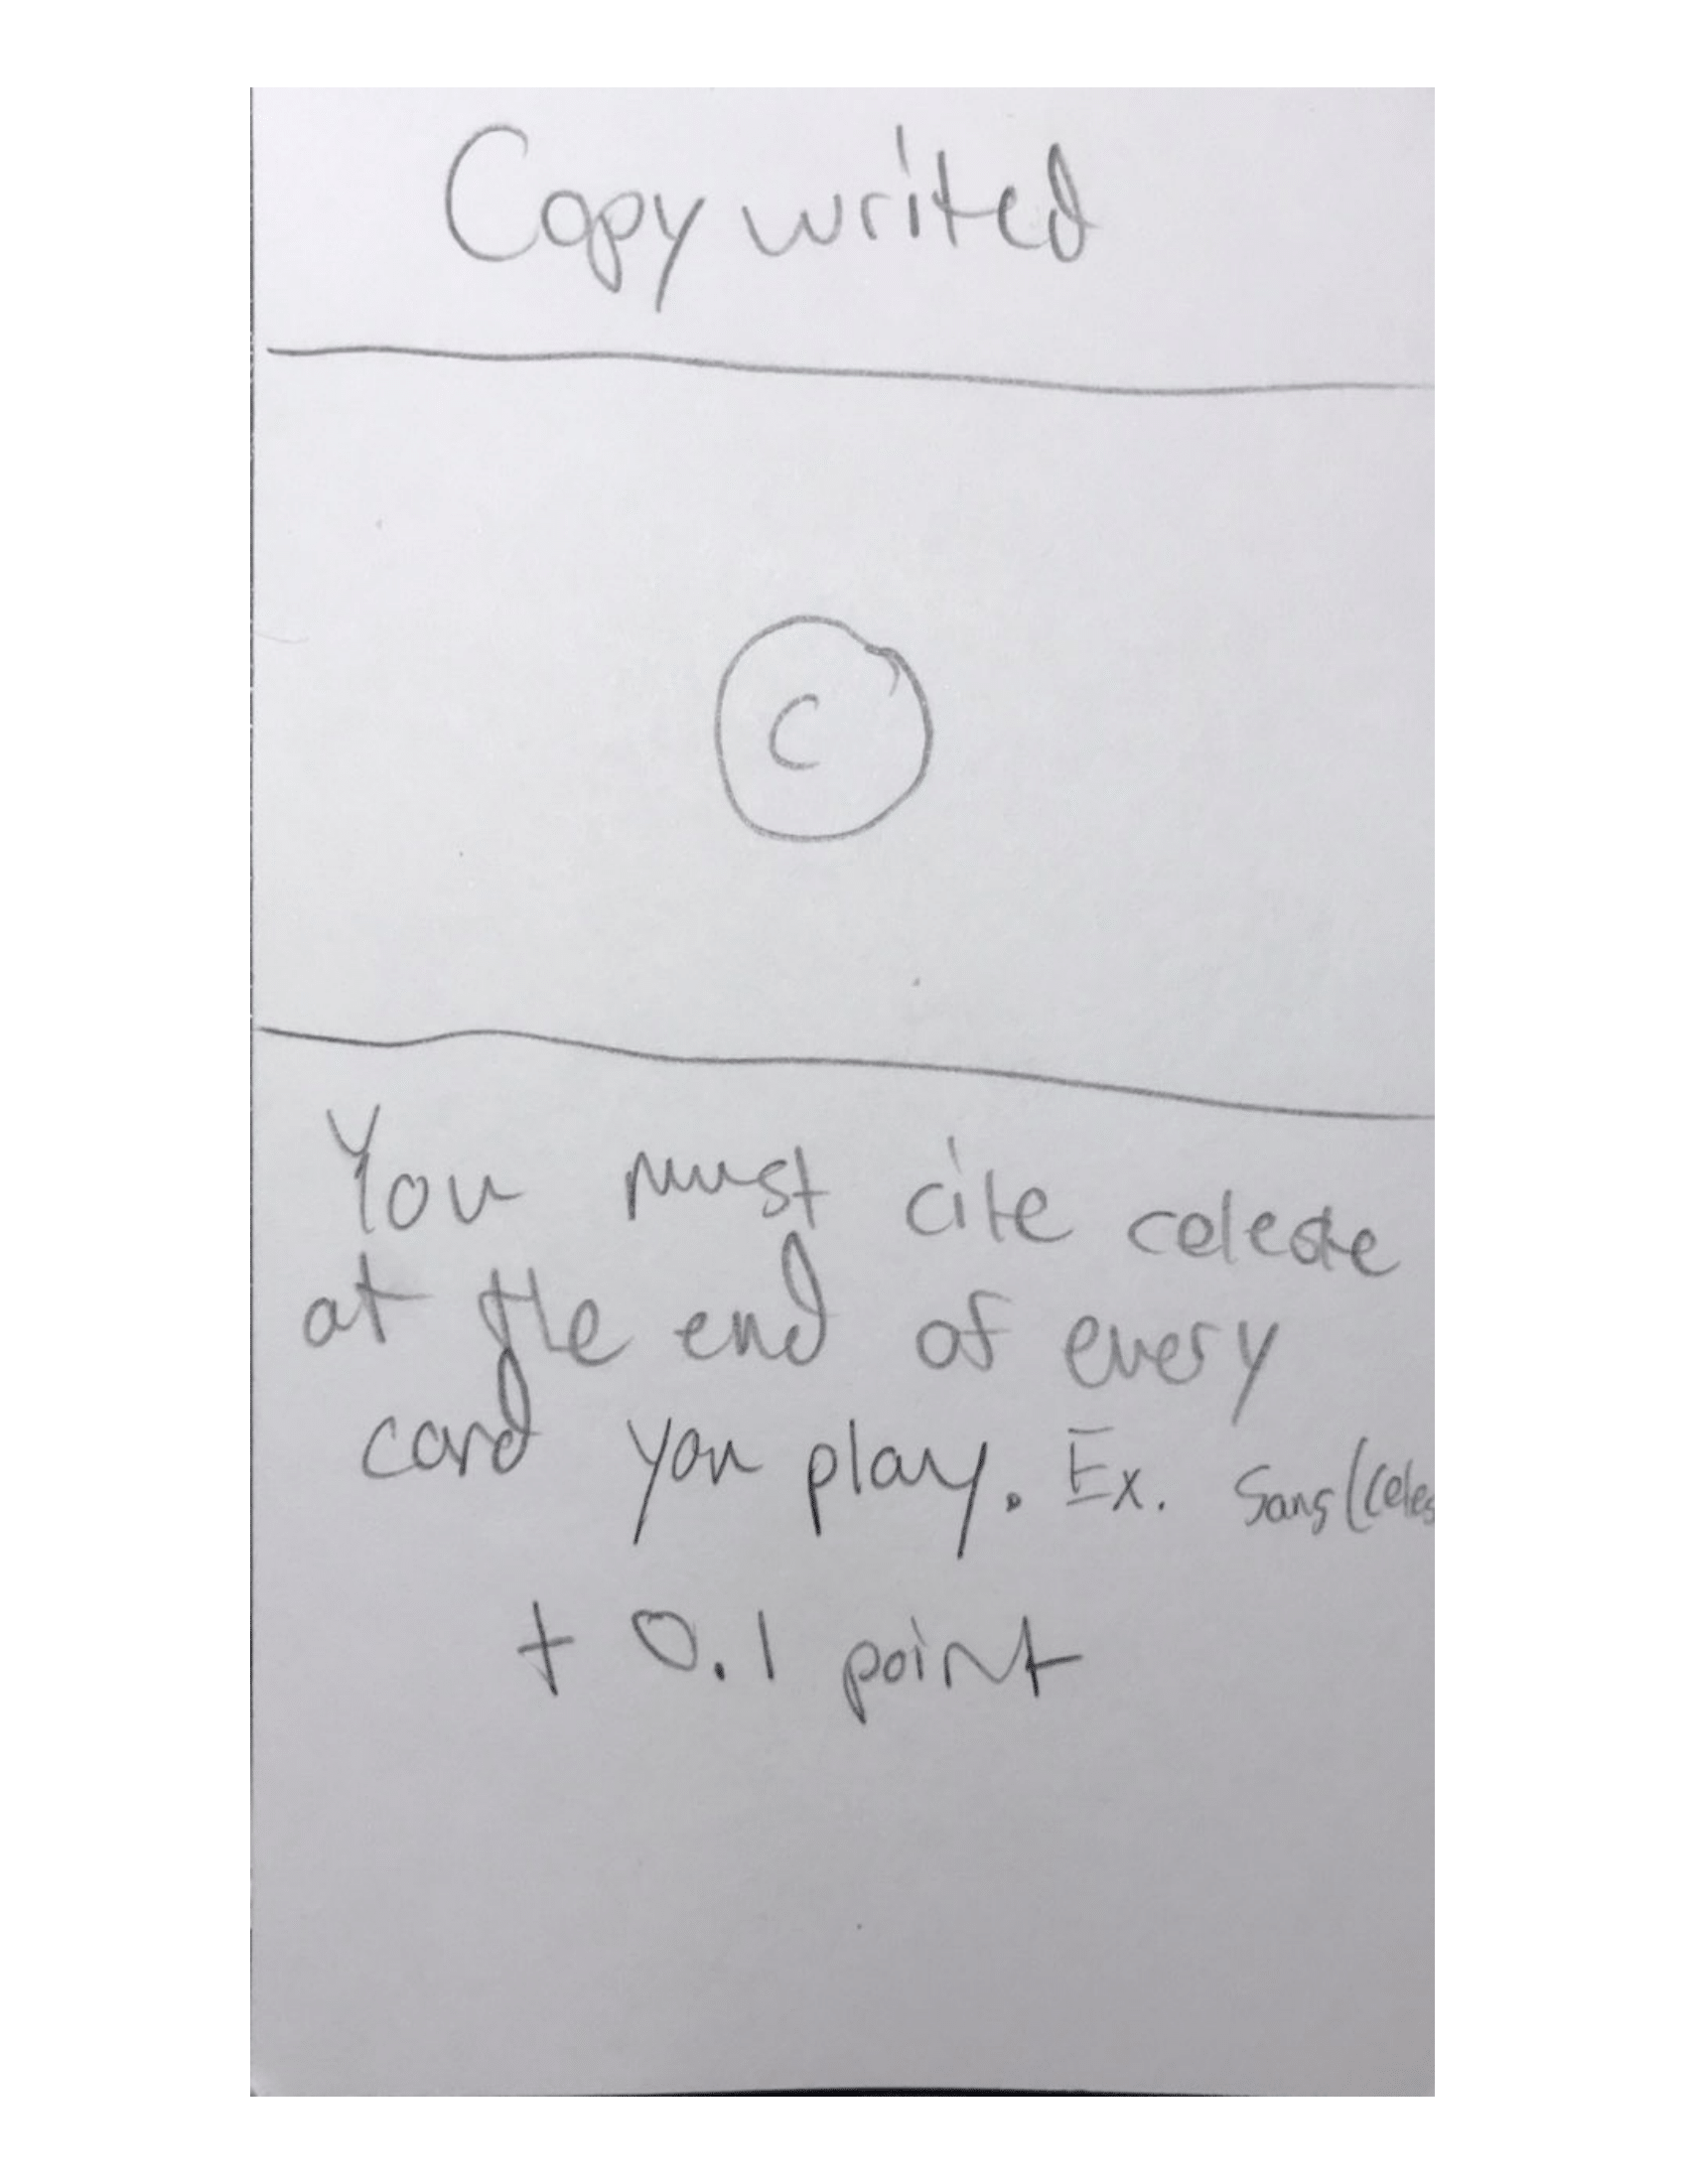 Copy writed
C
You must cite celeste
at the end of every
card you play. Ex. Sans (Celes
+ 0.1 point